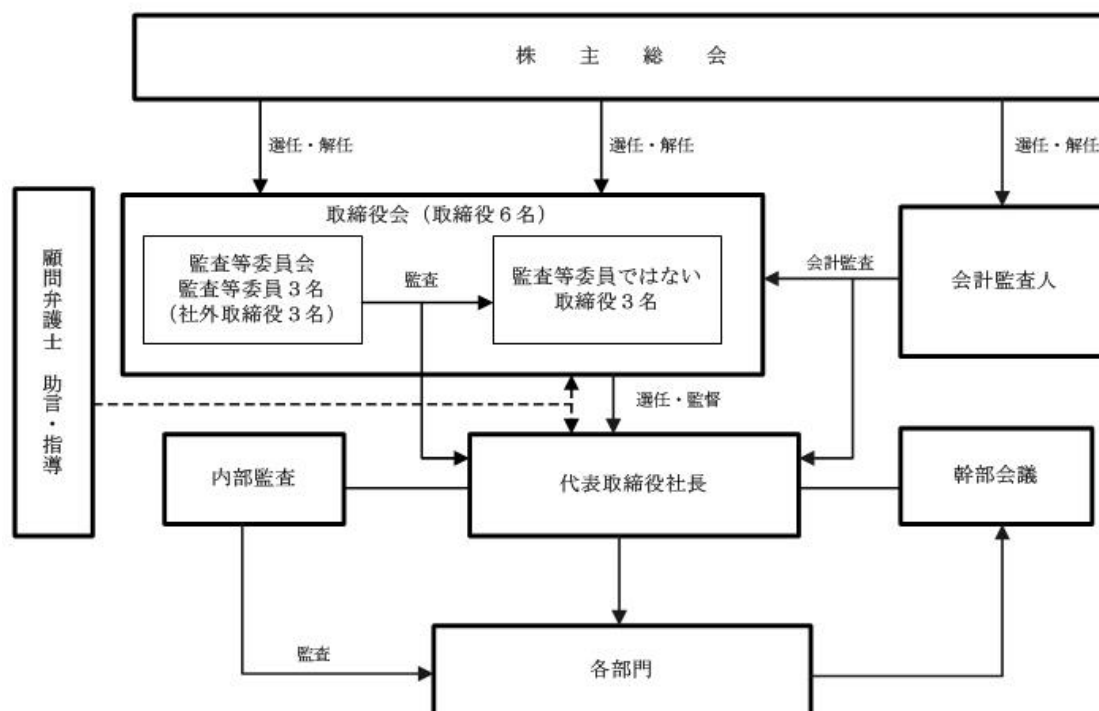 株　主　総　会
選任・解任
選任・解任
選任・解任
顧問弁護士　助言・指導
取締役会（取締役６名）
監査等委員会
監査等委員３名
（社外取締役３名）
監査
監査等委員ではない
取締役３名
会計監査
会計監査人
選任・監督
内部監査
代表取締役社長
幹部会議
監査
各部門